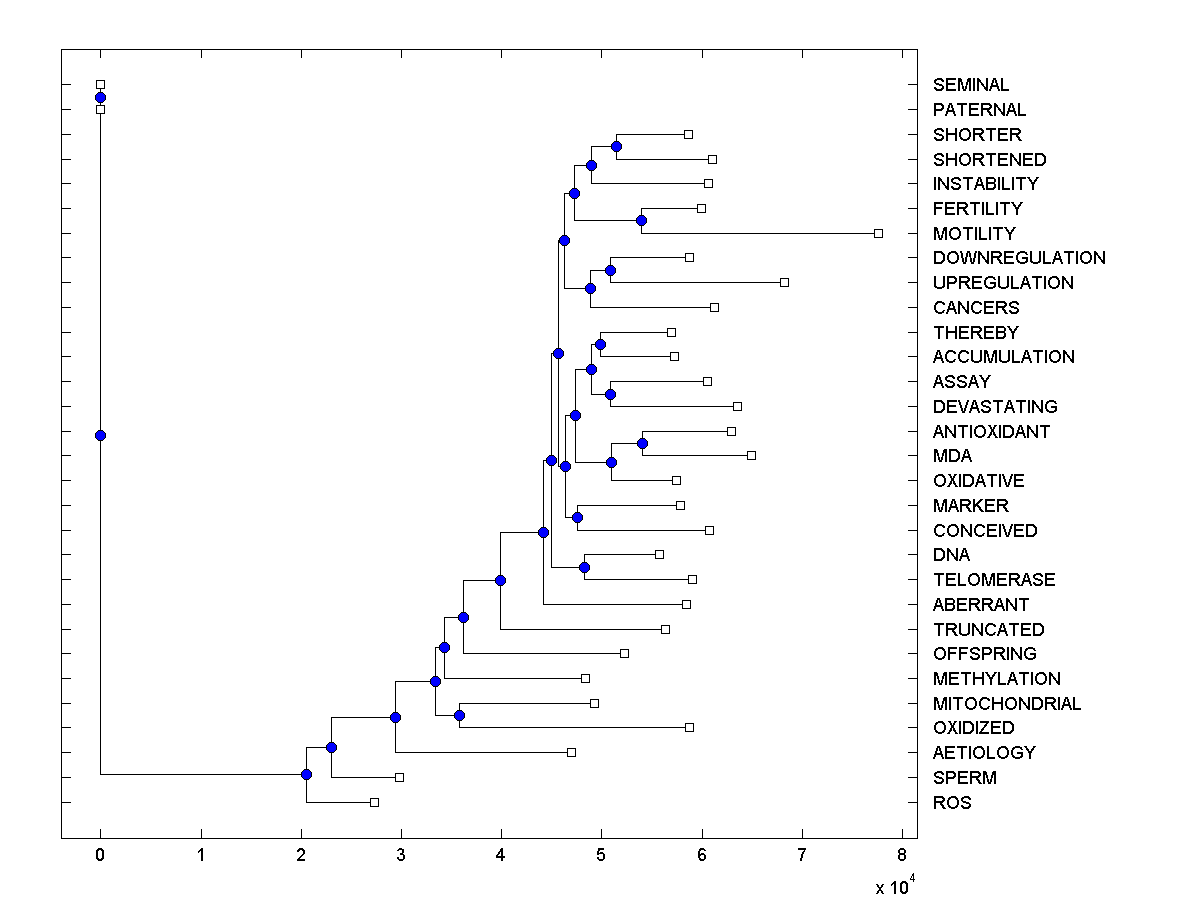 SEMINAL
PATERNAL
SHORTER
SHORTENED
INSTABILITY
FERTILITY
MOTILITY
DOWNREGULATION
UPREGULATION
CANCERS
THEREBY
ACCUMULATION
ASSAY
DEVASTATING
ANTIOXIDANT
MDA
OXIDATIVE
MARKER
CONCEIVED
DNA
TELOMERASE
ABERRANT
TRUNCATED
OFFSPRING
METHYLATION
MITOCHONDRIAL
OXIDIZED
AETIOLOGY
SPERM
ROS
0 1 2 3 4 5 6 7 8
x 10^4